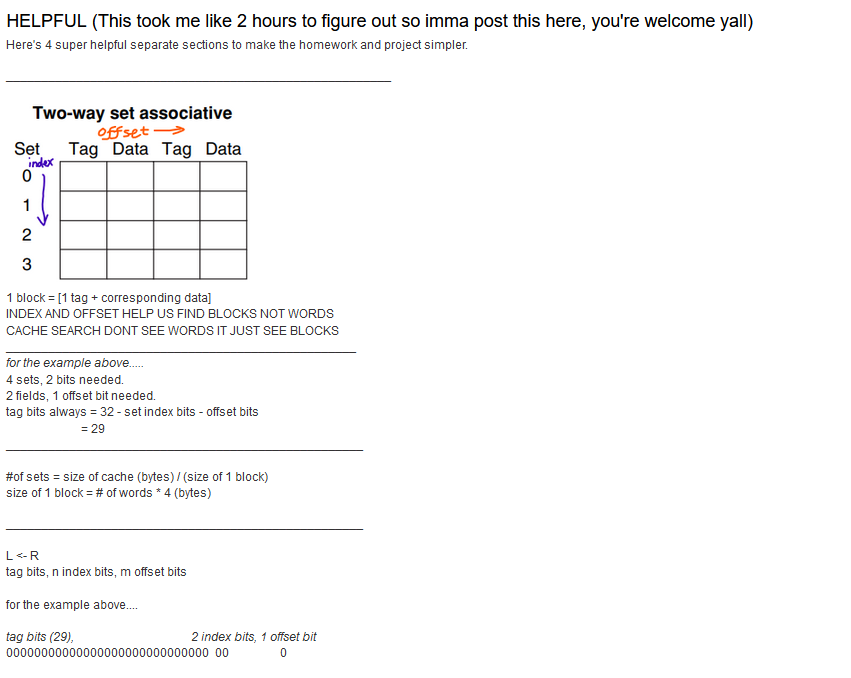 HELPFUL (This took me like 2 hours to figure out so imma post this here, you're welcome yall)
Here's 4 super helpful separate sections to make the homework and project simpler.
Two-way set associative
offset
Set Tag Data Tag Data
index
0
1
2
3
1 block = [1 tag + corresponding data]
INDEX AND OFFSET HELP US FIND BLOCKS NOT WORDS
CACHE SEARCH DONT SEE WORDS IT JUST SEE BLOCKS
for the example above.....
4 sets, 2 bits needed.
2 fields, 1 offset bit needed.
tag bits always = 32 - set index bits - offset bits
= 29
#of sets = size of cache (bytes) / (size of 1 block)
size of 1 block = # of words * 4 (bytes)
L <- R
tag bits, n index bits, m offset bits
for the example above....
tag bits (29), 2 index bits, 1 offset bit
00000000000000000000000000000 00 0